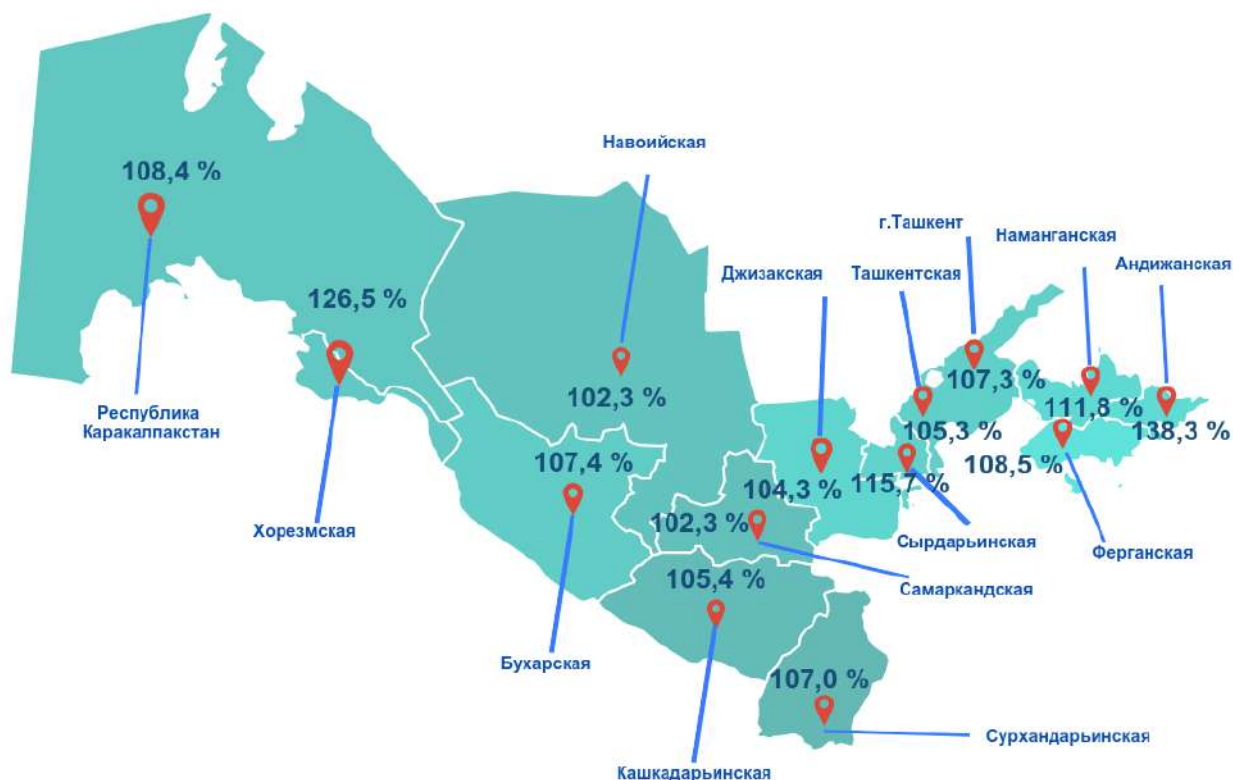 Навоийская
108,4 %
г.Ташкент
Наманганская
Андижанская
Джизакская
Ташкентская
126,5 %
107,3 %
102,3 %
111,8 %
138,3 %
105,3 %
Республика
Каракалпакстан
107,4 %
108,5 %
104,3 %
115,7 %
Хорезмская
102,3 %
Сырдарьинская
Ферганская
105,4 %
Самаркандская
Бухарская
107,0 %
Сурхандарьинская
Кашкадарьинская